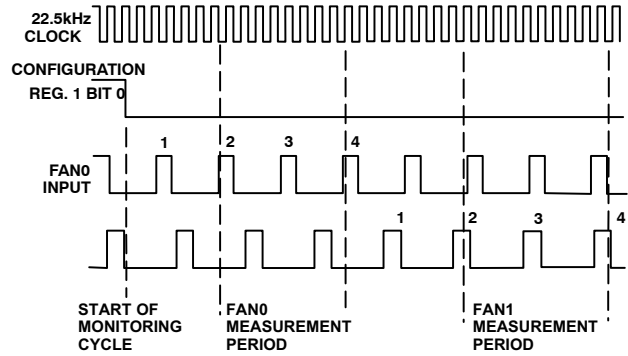 22.5kHz
CLOCK
CONFIGURATION
REG. 1 BIT 0
1 2 3 4
FAN0
INPUT
1 2 3 4
START OF
MONITORING
CYCLE
FAN0
MEASUREMENT
PERIOD
FAN1
MEASUREMENT
PERIOD